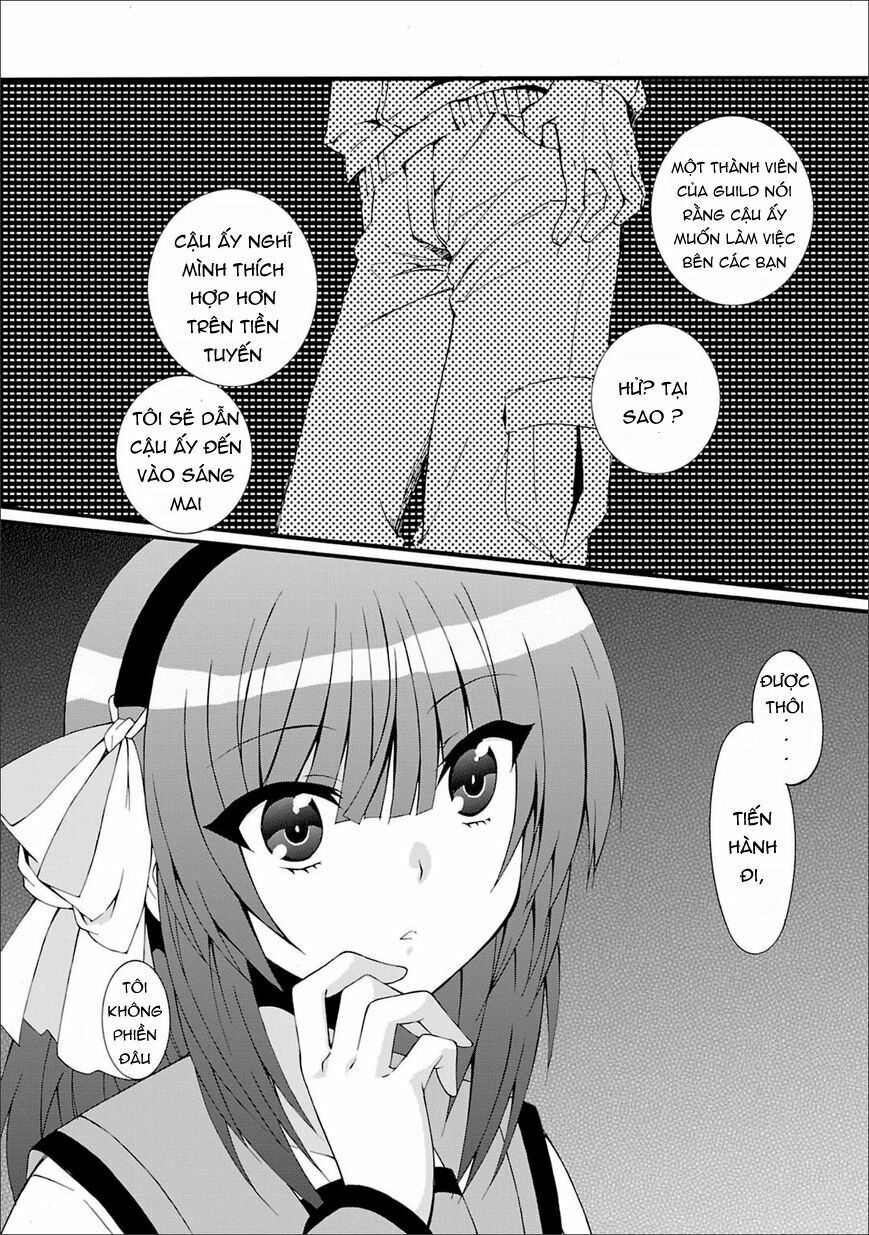 MỘT THÀNH VIÊN
CỦA GUILD NÓI
RẰNG CẬU ẤY
MUỐN LÀM VIỆC
BÊN CÁC BẠN
HỬ? TẠI
SAO ?
CẬU ẤY NGHĨ
MÌNH THÍCH
HỢP HƠN
TRÊN TIỀN
TUYẾN
TÔI SẼ DẪN
CẬU ẤY ĐẾN
VÀO SÁNG
MAI
ĐƯỢC
THÔI
...
TIẾN
HÀNH
ĐI,
TÔI
KHÔNG
PHIỀN
ĐÂU